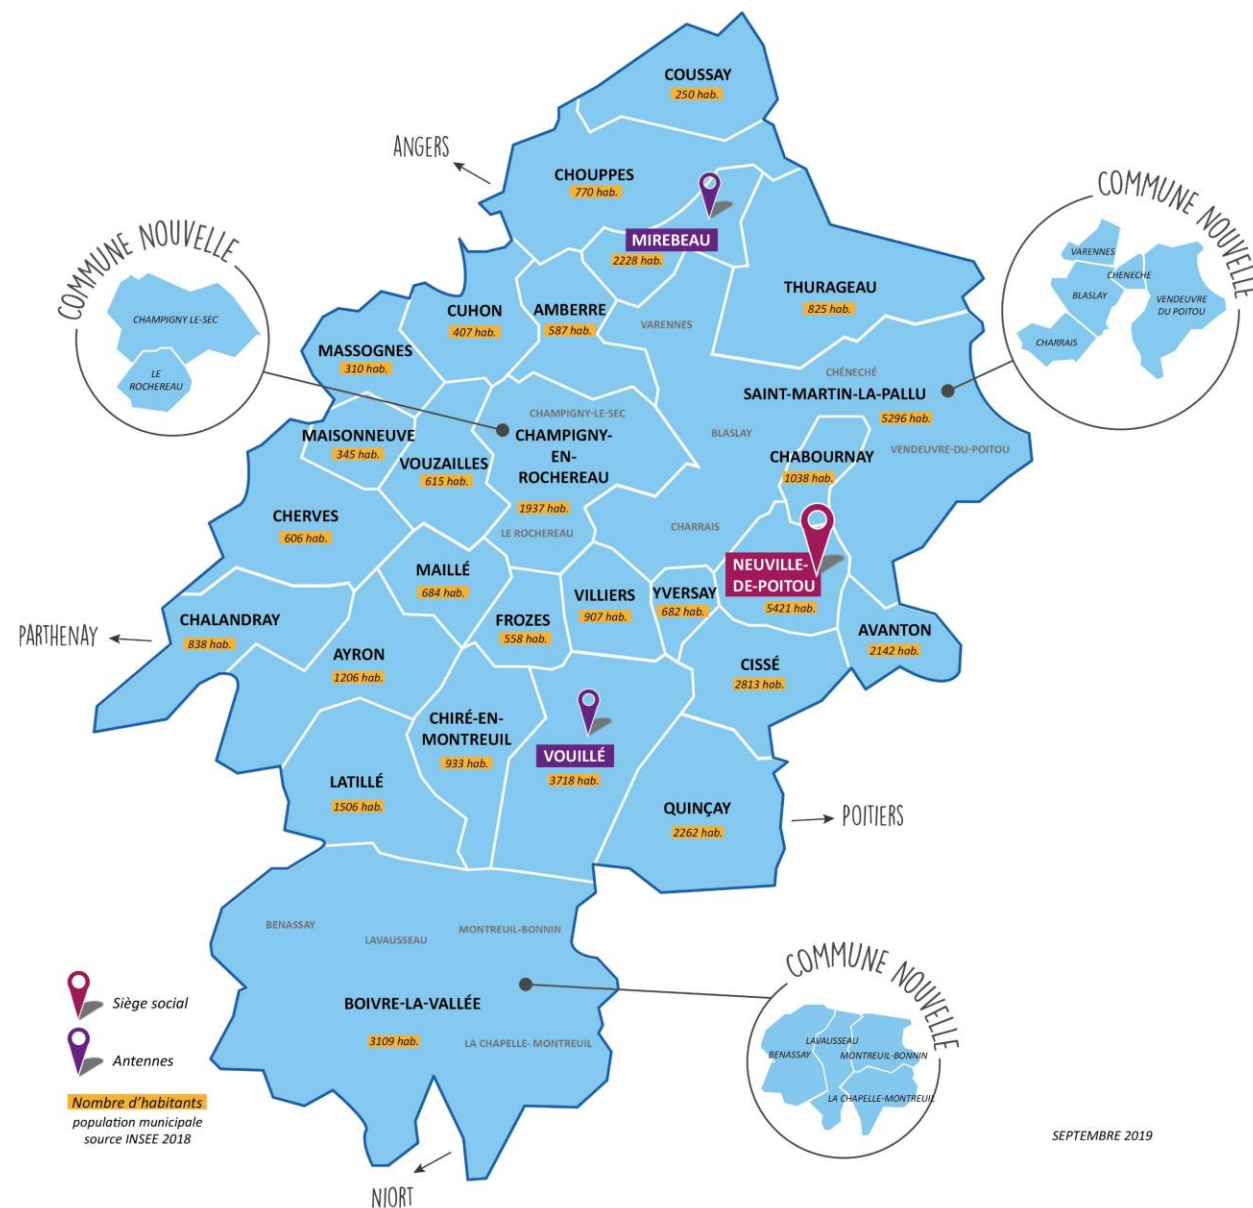 COUSSAY
250 hab.
ANGERS
CHOUPPES
770 hab.
MIREBEAU
2228 hab.
COMMUNE NOUVELLE
VARENNES
CHENECHE
BLASLAY
VENDEUVRE
DU POITOU
CHARRAIS
COMMUNE NOUVELLE
CHAMPIGNY LE-SEC
LE
ROCHEREAU
THURAGEAU
825 hab.
CUHON
407 hab.
AMBERRE
587 hab.
VARENNES
MASSOGNES
310 hab.
CHÉNECHÉ
SAINT-MARTIN-LA-PALLU
5296 hab.
CHAMPIGNY-LE-SEC
CHAMPIGNY-
EN-
ROCHEREAU
1937 hab.
LE ROCHEREAU
MAISONNEUVE
345 hab.
VOUZAILLES
615 hab.
BLASLAY
VENDEUVRE-DU-POITOU
CHABOURNAY
1038 hab.
CHERVES
606 hab.
CHARRAIS
MAILLÉ
684 hab.
FROZES
558 hab.
VILLIERS
907 hab.
YVERSAY
682 hab.
NEUVILLE-
DE-POITOU
5421 hab.
PARTHENAY
CHALANDRAY
838 hab.
AYRON
1206 hab.
AVANTON
2142 hab.
CISSÉ
2813 hab.
CHIRÉ-EN-
MONTREUIL
933 hab.
VOUILLÉ
3718 hab.
LATILLÉ
1506 hab.
QUINÇAY
2262 hab.
POITIERS
BENASSAY
LAVAUSSEAU
MONTREUIL-BONNIN
BOIVRE-LA-VALLÉE
3109 hab.
LA CHAPELLE- MONTREUIL
COMMUNE NOUVELLE
LAVAUSSEAU
BENASSAY
MONTREUIL-BONNIN
LA CHAPELLE-MONTREUIL
Siège social
Antennes
Nombre d'habitants
population municipale
source INSEE 2018
SEPTEMBRE 2019
NIORT